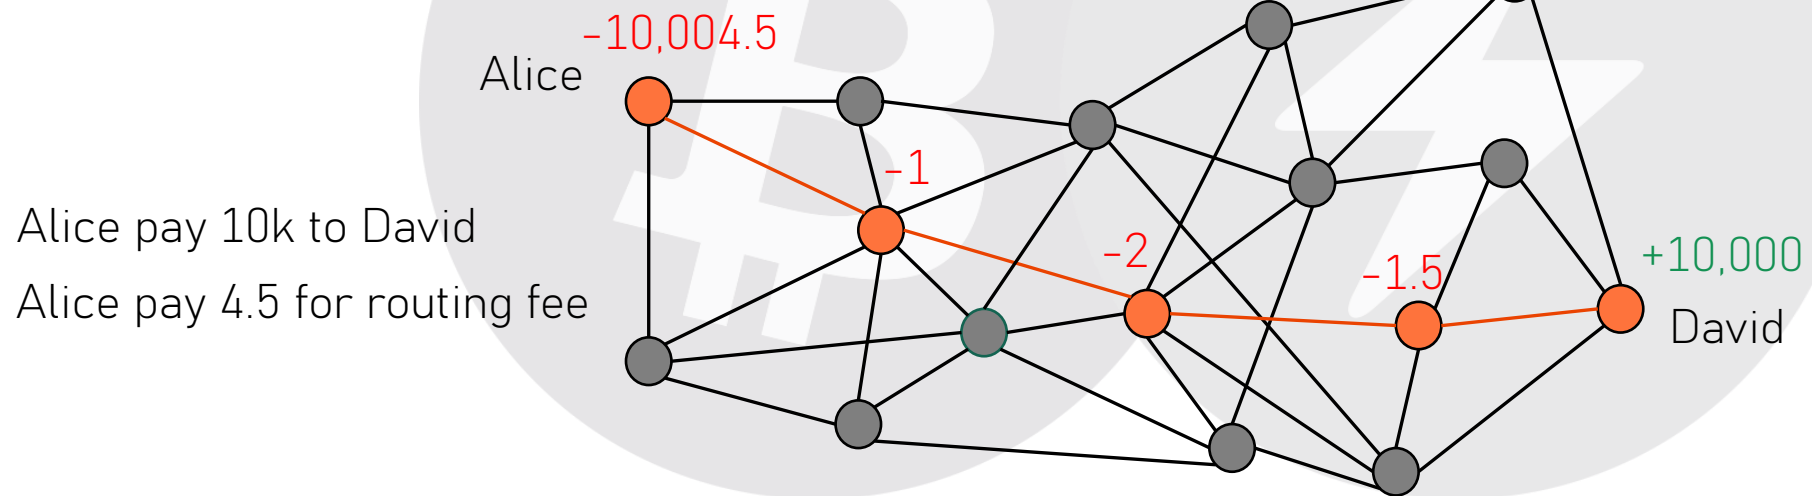 -10,004.5
Alice
-1
Alice pay 10k to David
-2
+10,000
-1.5
Alice pay 4.5 for routing fee
David